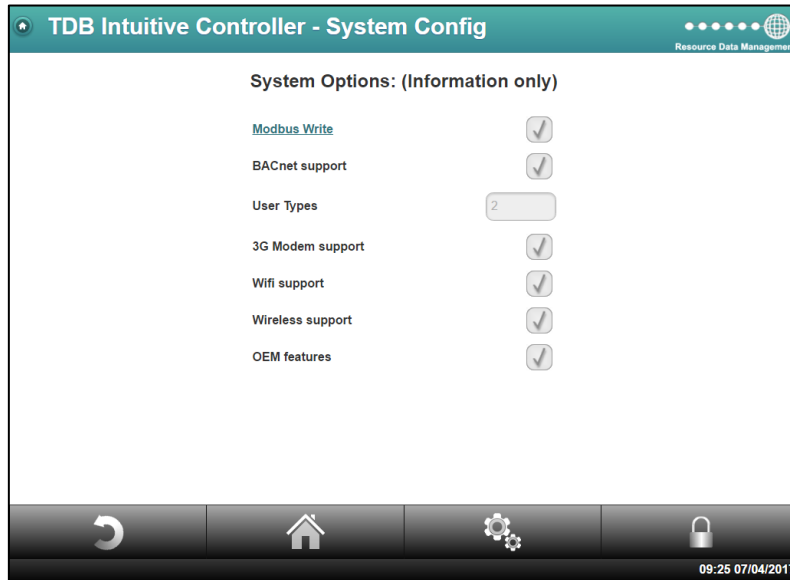 TDB Intuitive Controller - System Config
Resource Data Managemen
System Options: (Information only)
Modbus Write
BACnet support
User Types 2
3G Modem support
Wifi support
Wireless support
OEM features
09:25 07/04/2017